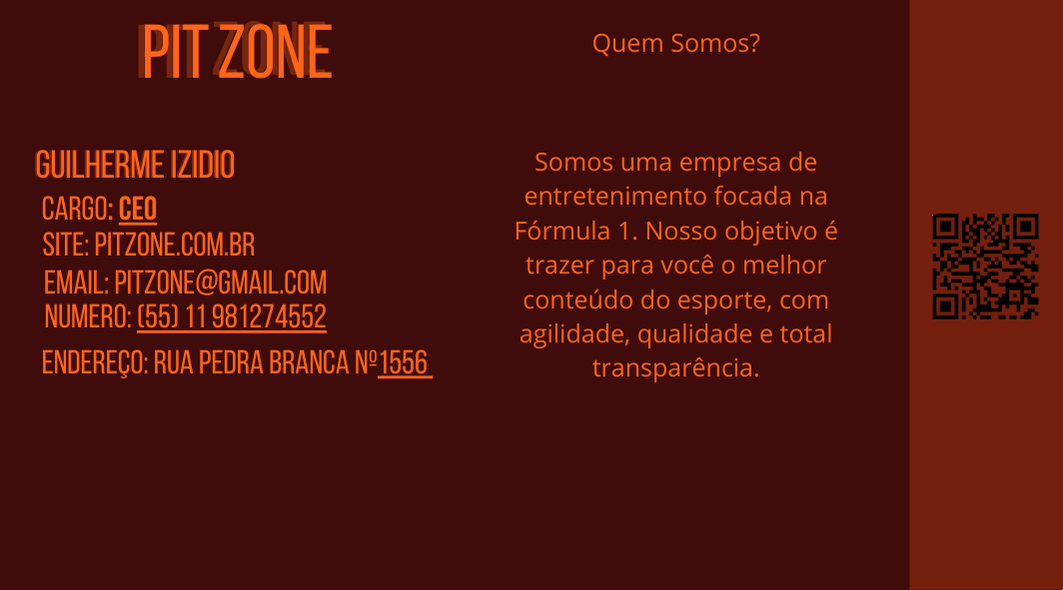 PIT ZONE
GUILHERME IZIDIO
CARGO: CEO
SITE: PITZONE.COM.BR
EMAIL: PITZONE@GMAIL.COM
NUMERO: (55) 11 981274552
ENDEREÇO: RUA PEDRA BRANCA Nº1556
Quem Somos?
Somos uma empresa de
entretenimento focada na
Fórmula 1. Nosso objetivo é
trazer para você o melhor
conteúdo do esporte, com
agilidade, qualidade e total
transparência.